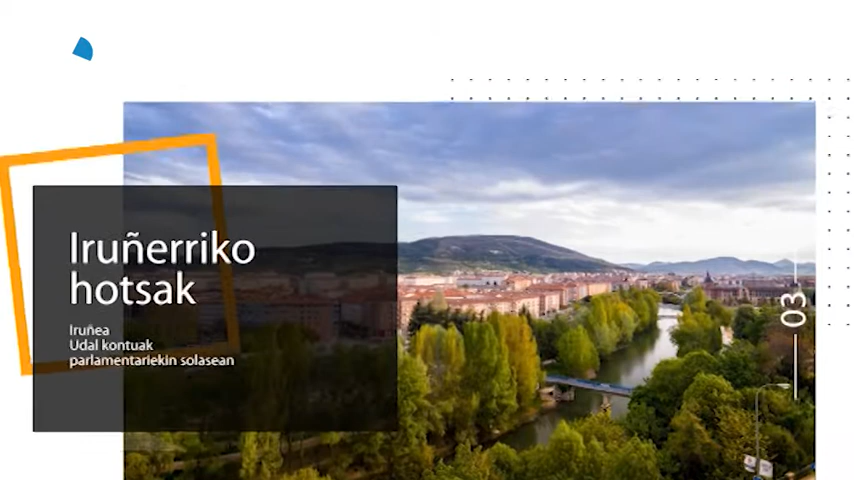 Iruñerriko
hotsak
Iruñea
Udal kontuak
parlamentariekin solasean
03